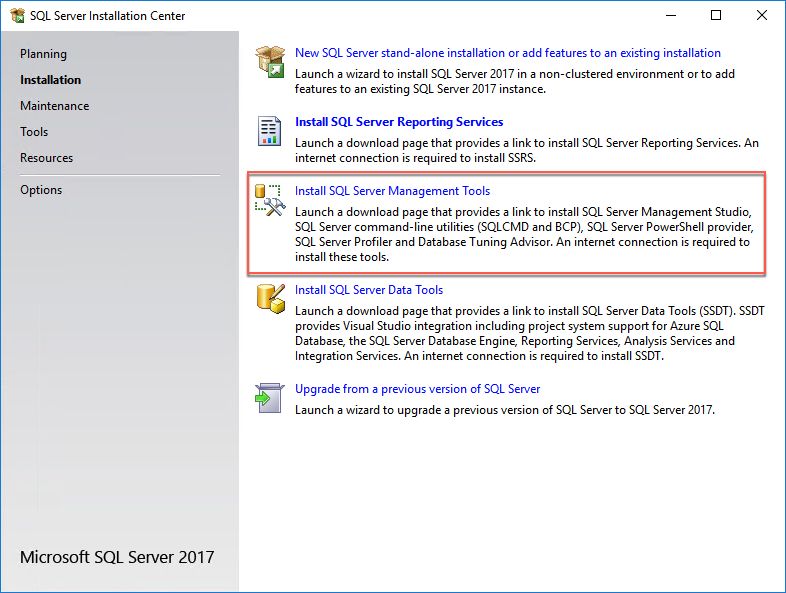 SQL Server Installation Center
Planning
Installation
Maintenance
Tools
Resources
Options
Microsoft SQL Server 2017
New SQL Server stand-alone installation or add features to an existing installation
Launch a wizard to install SQL Server 2017 in a non-clustered environment or to add
features to an existing SQL Server 2017 instance.
Install SQL Server Reporting Services
Launch a download page that provides a link to install SQL Server Reporting Services. An
internet connection is required to install SSRS.
Install SQL Server Management Tools
Launch a download page that provides a link to install SQL Server Management Studio,
SQL Server command-line utilities (SQLCMD and BCP), SQL Server PowerShell provider,
SQL Server Profiler and Database Tuning Advisor. An internet connection is required to
install these tools.
Install SQL Server Data Tools
Launch a download page that provides a link to install SQL Server Data Tools (SSDT). SSDT
provides Visual Studio integration including project system support for Azure SQL
Database, the SQL Server Database Engine, Reporting Services, Analysis Services and
Integration Services. An internet connection is required to install SSDT.
Upgrade from a previous version of SQL Server
Launch a wizard to upgrade a previous version of SQL Server to SQL Server 2017.